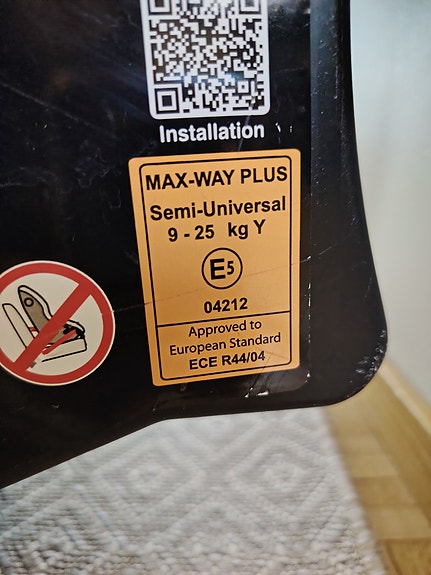 Installation
MAX-WAY PLUS
Semi-Universal
9 - 25 kg Y
E5
04212
Approved to
European Standard
ECE R44/04